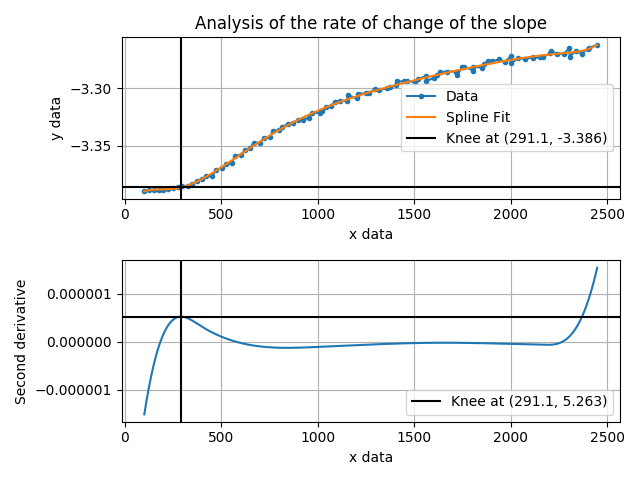 Analysis of the rate of change of the slope
y data
−3.30
−3.35
Data
Spline Fit
Knee at (291.1, -3.386)
0 500 1000 1500 2000 2500
x data
Second derivative
0.000001
0.000000
−0.000001
Knee at (291.1, 5.263)
0 500 1000 1500 2000 2500
x data